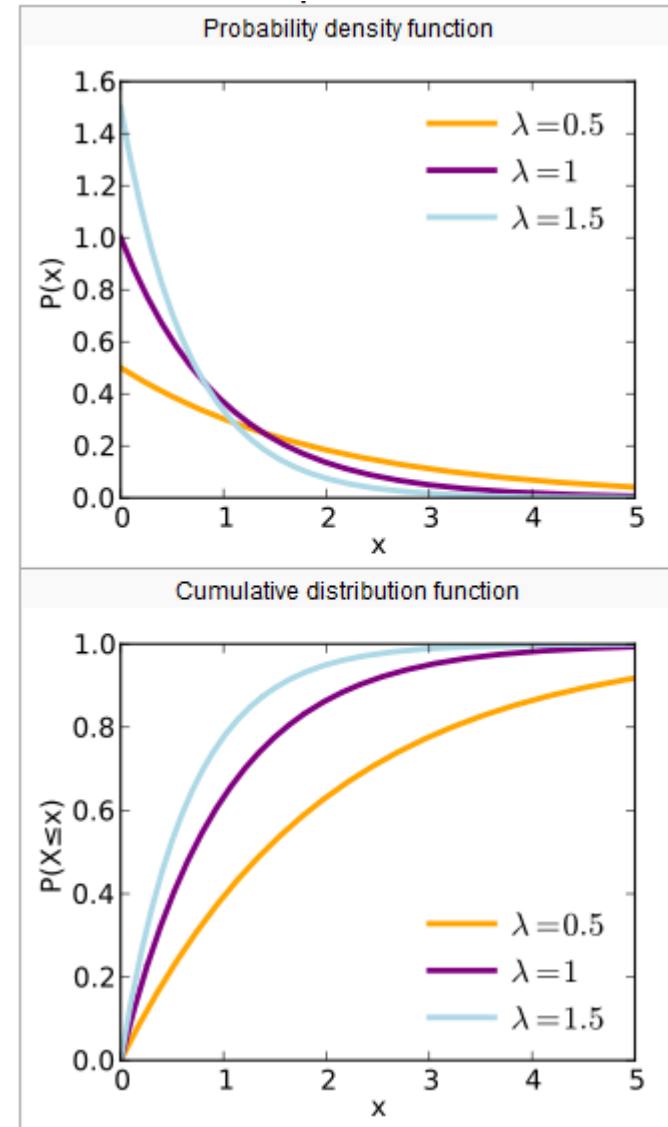 Probability density function
1.6
1.4
1.2
1.0
0.8
0.6
0.4
0.2
0.0
P(x)
λ=0.5
λ=1
λ=1.5
0 1 2 3 4 5
x
Cumulative distribution function
1.0
0.8
0.6
0.4
0.2
0.0
P(X≤x)
λ=0.5
λ=1
λ=1.5
0 1 2 3 4 5
x